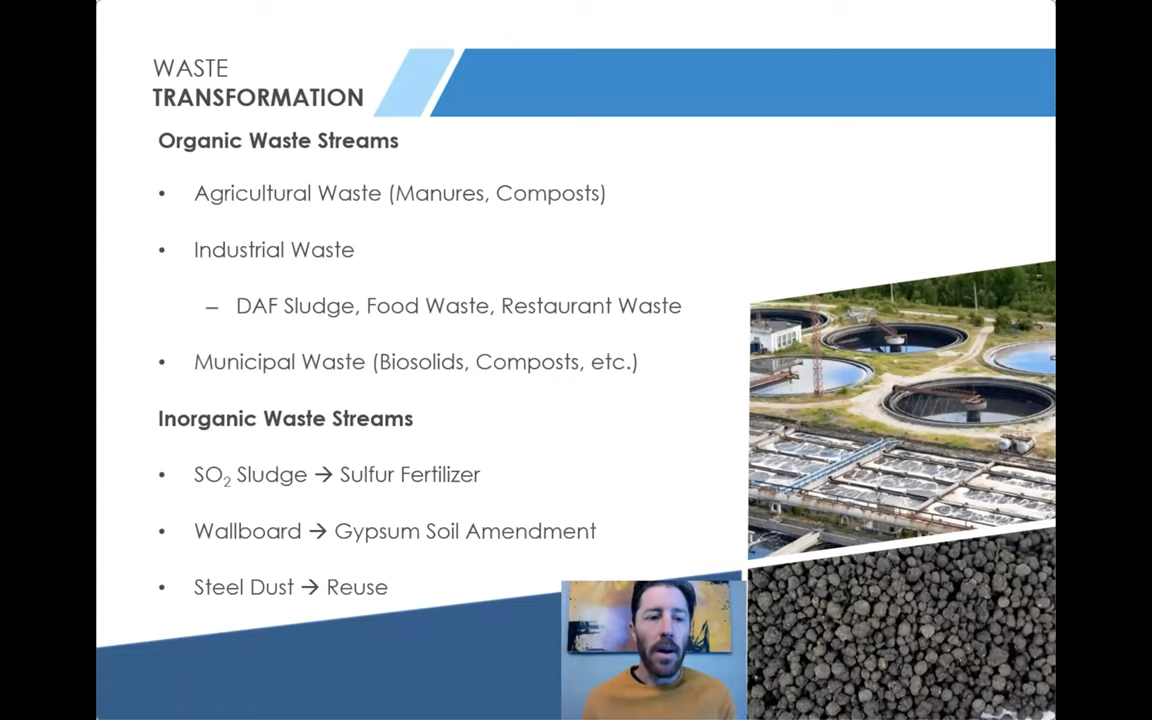 WASTE
TRANSFORMATION
Organic Waste Streams
• Agricultural Waste (Manures, Composts)
• Industrial Waste
– DAF Sludge, Food Waste, Restaurant Waste
• Municipal Waste (Biosolids, Composts, etc.)
Inorganic Waste Streams
• SO₂ Sludge → Sulfur Fertilizer
• Wallboard → Gypsum Soil Amendment
• Steel Dust → Reuse